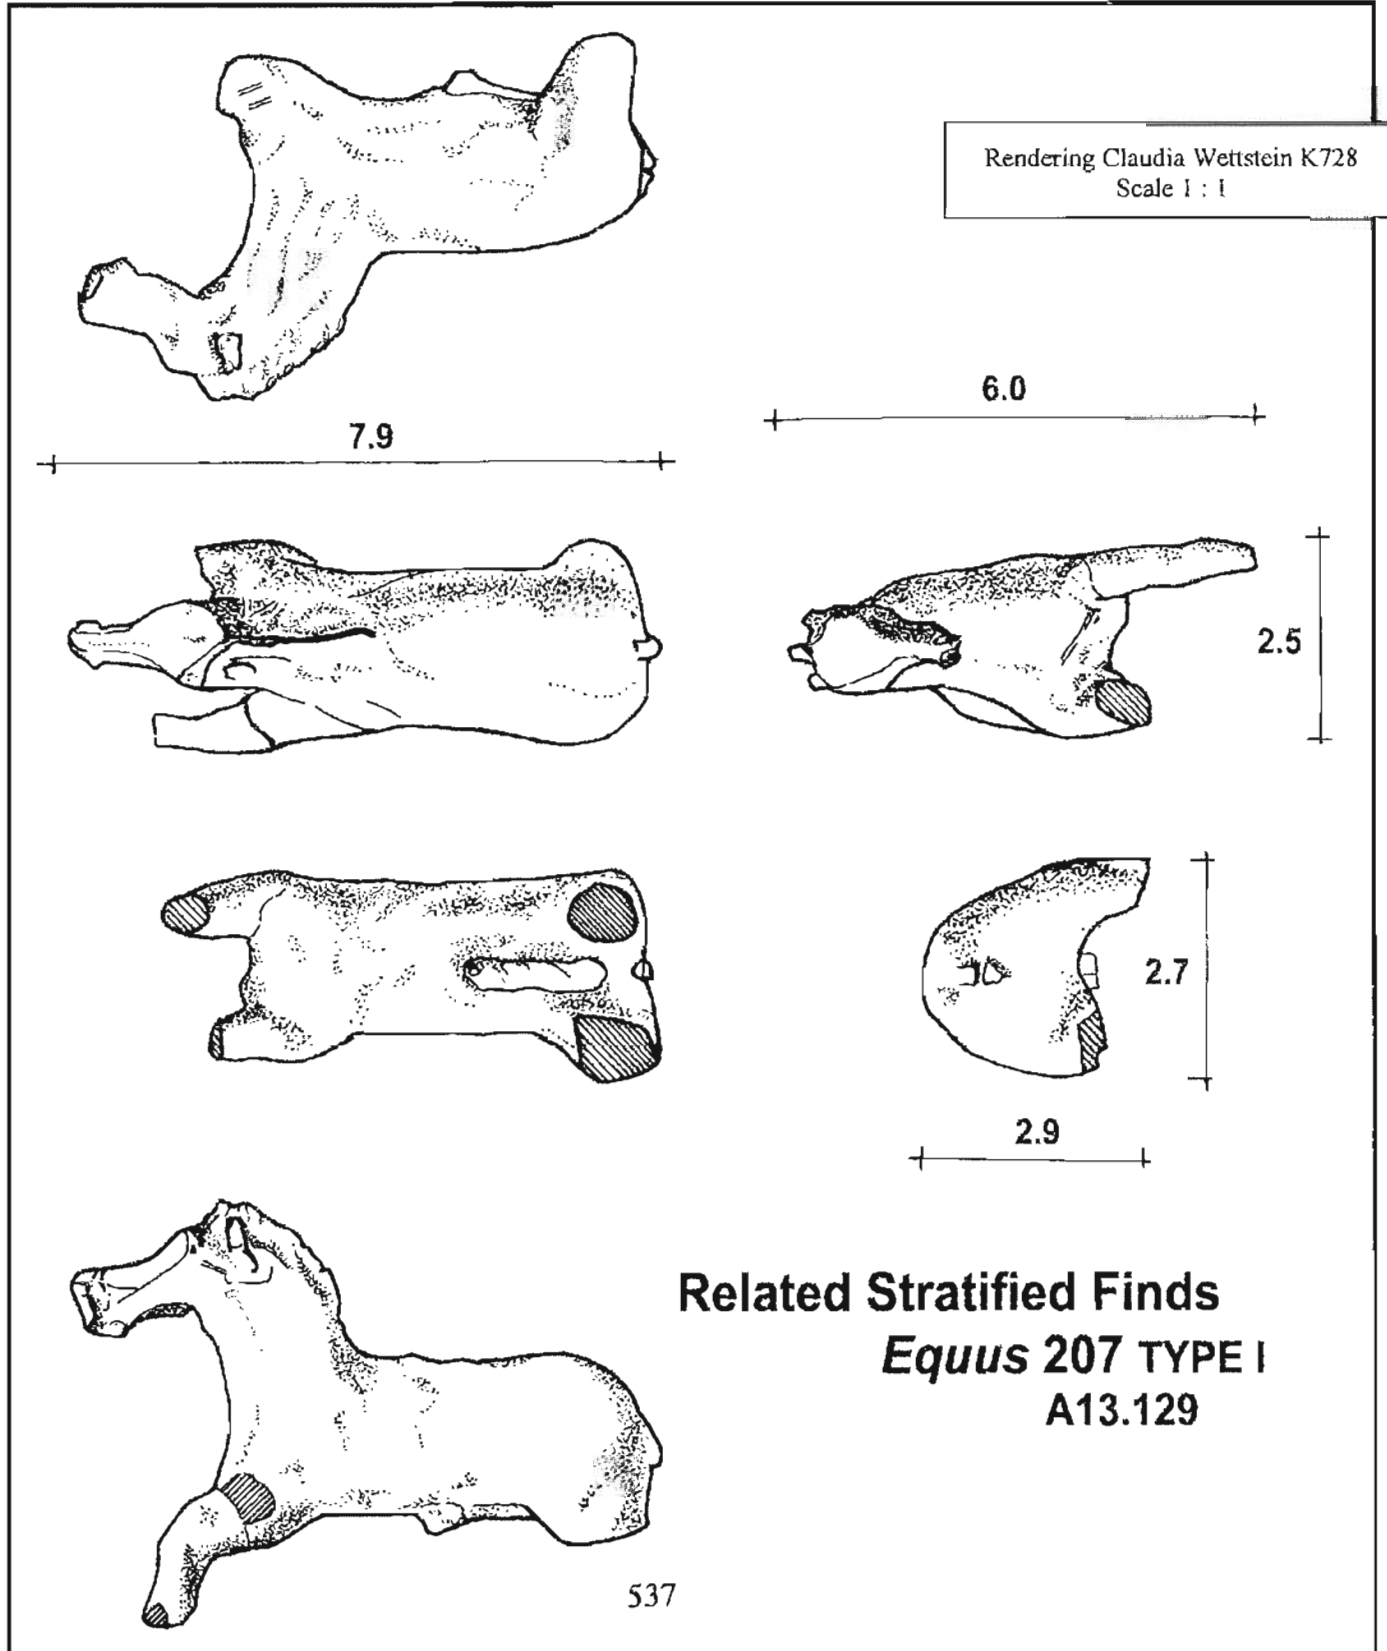 Rendering Claudia Wettstein K728
Scale 1 : 1
6.0
7.9
2.5
2.7
2.9
Related Stratified Finds
Equus 207 TYPE I
A13.129
537